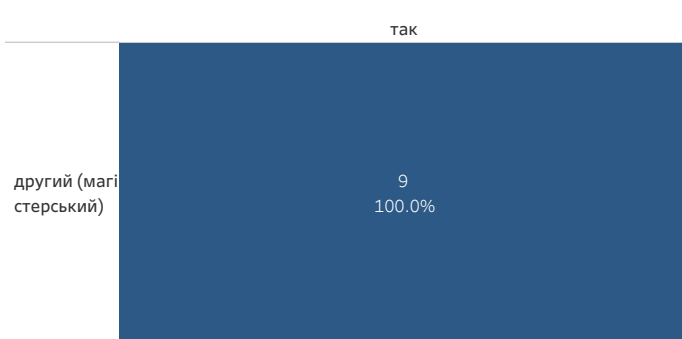 так
другий (магі
стерський)
9
100.0%